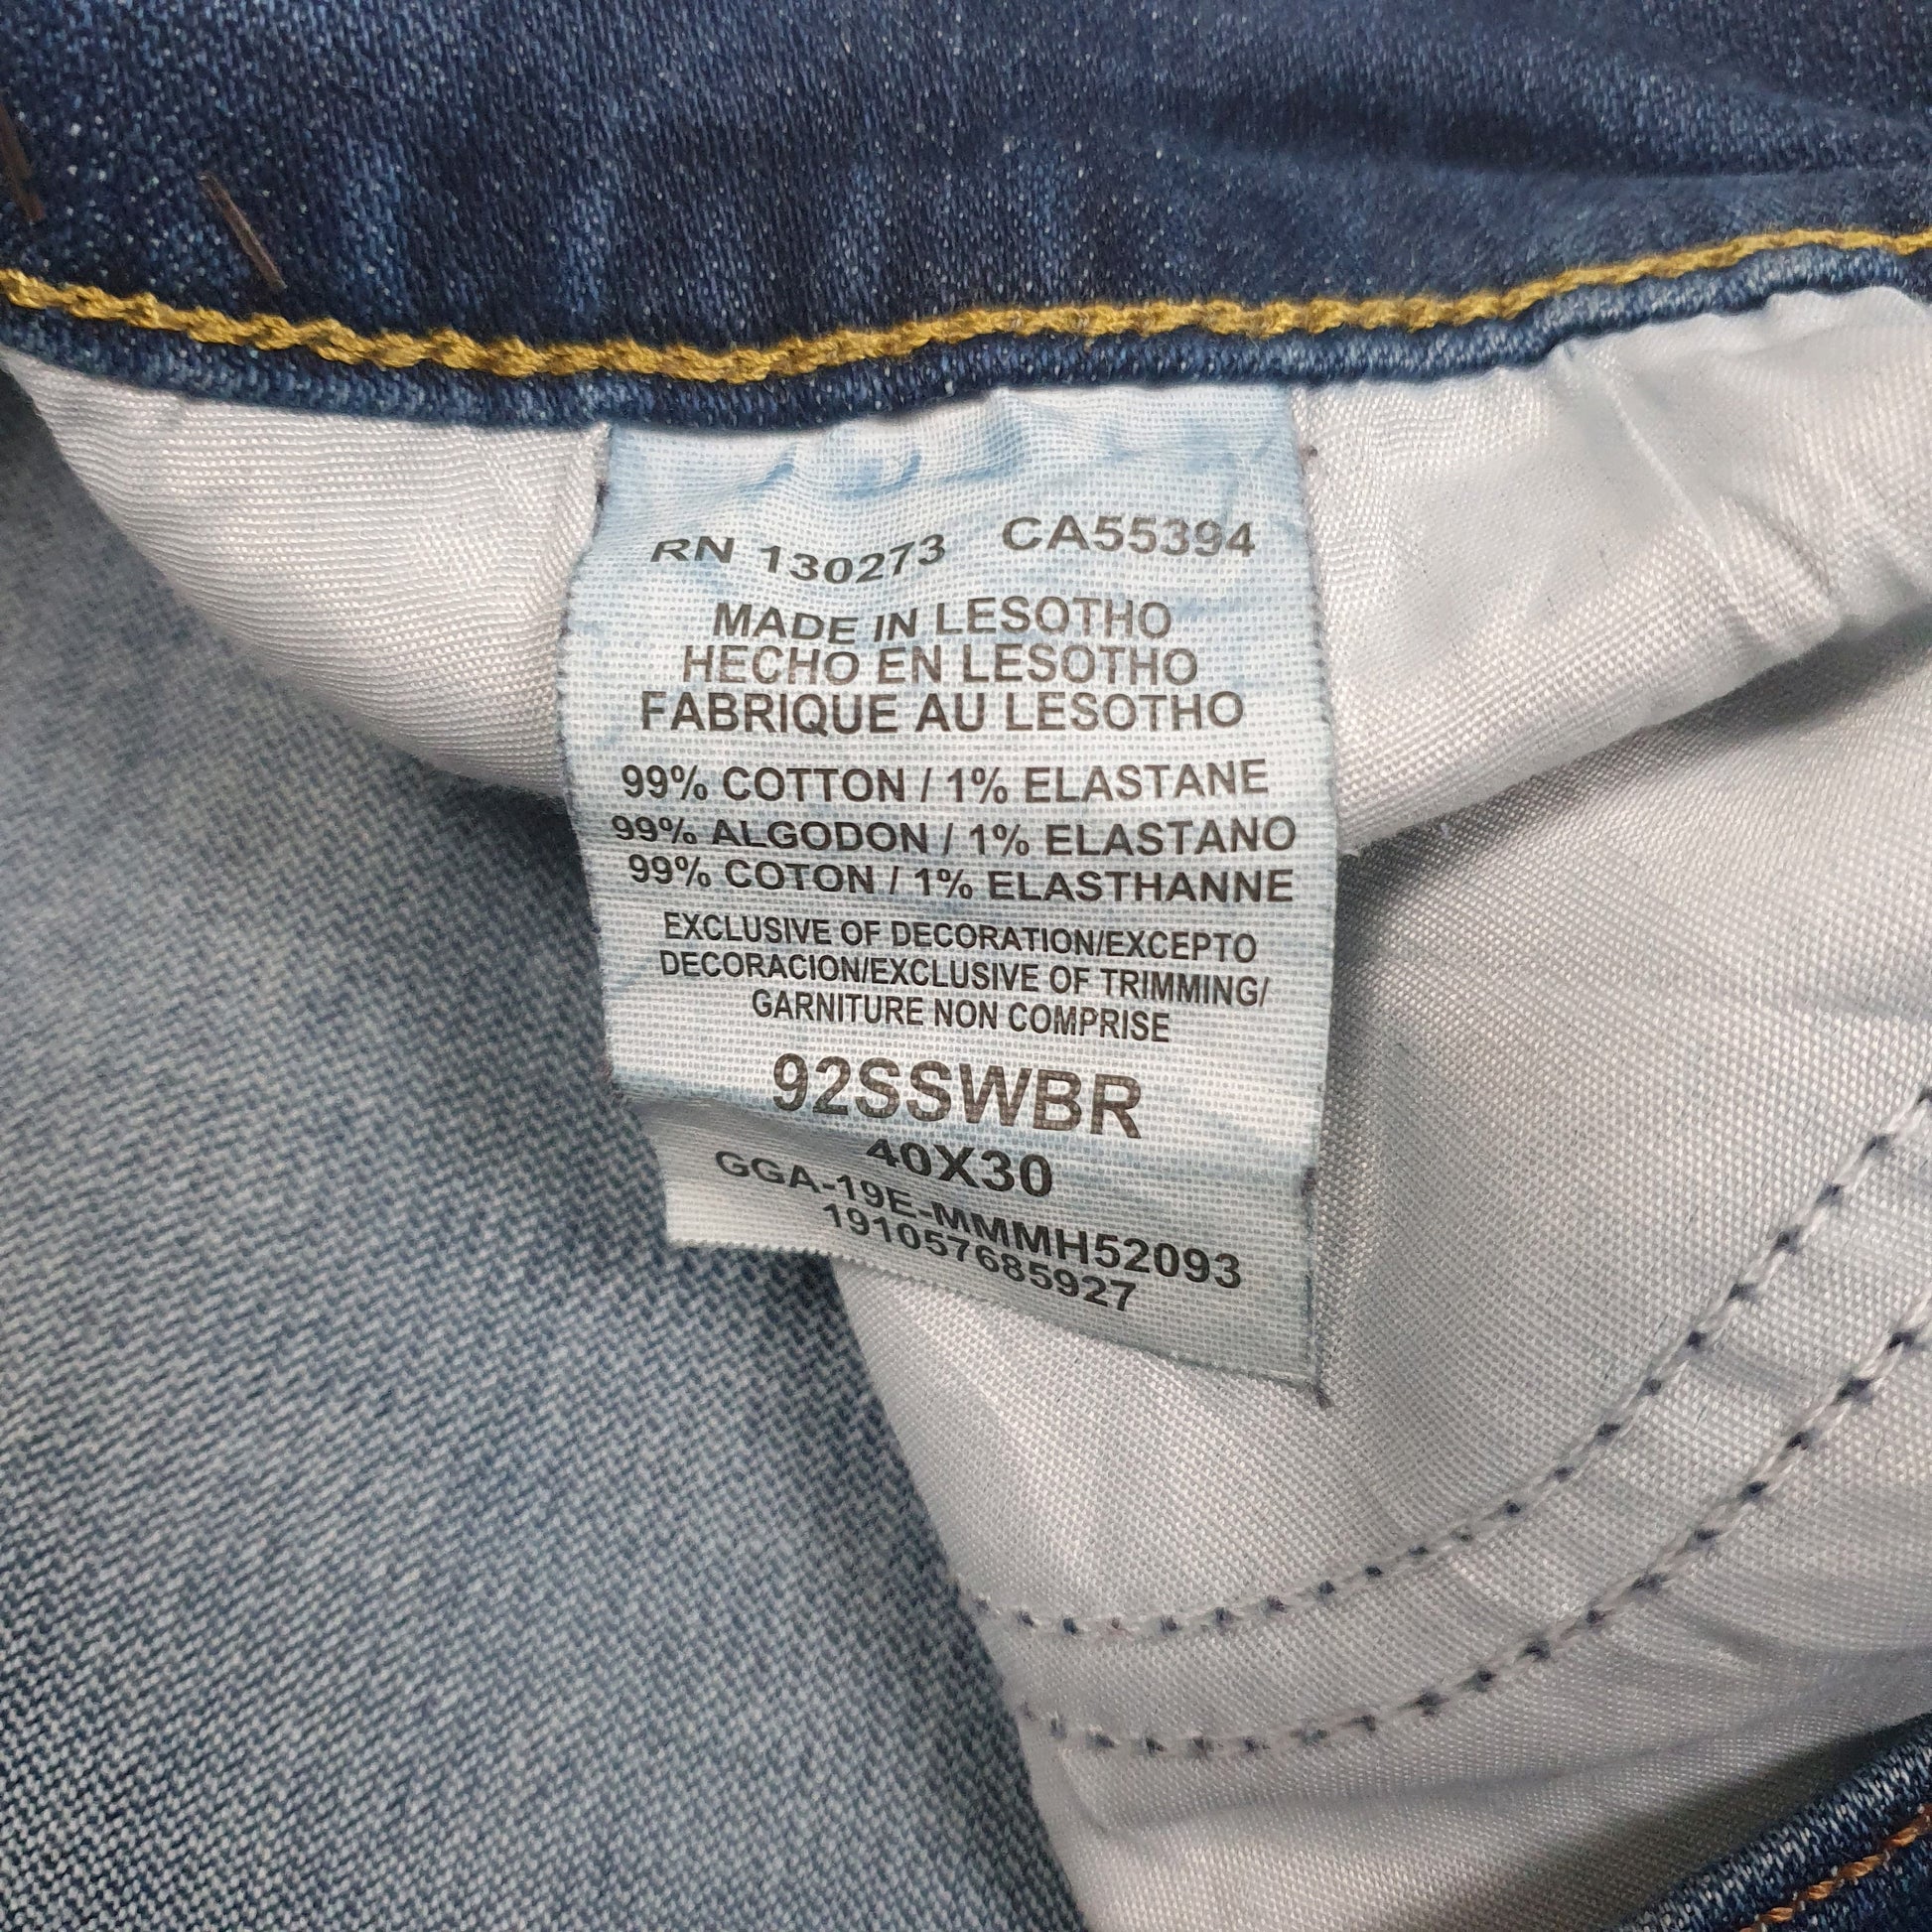 RN 130273 CA55394
MADE IN LESOTHO
HECHO EN LESOTHO
FABRIQUE AU LESOTHO
99% COTTON / 1% ELASTANE
99% ALGODON / 1% ELASTANO
99% COTON / 1% ELASTHANNE
EXCLUSIVE OF DECORATION/EXCEPTO
DECORACION/EXCLUSIVE OF TRIMMING/
GARNITURE NON COMPRISE
92SSWBR
40X30
GGA-19E-MMMH52093
191057685927